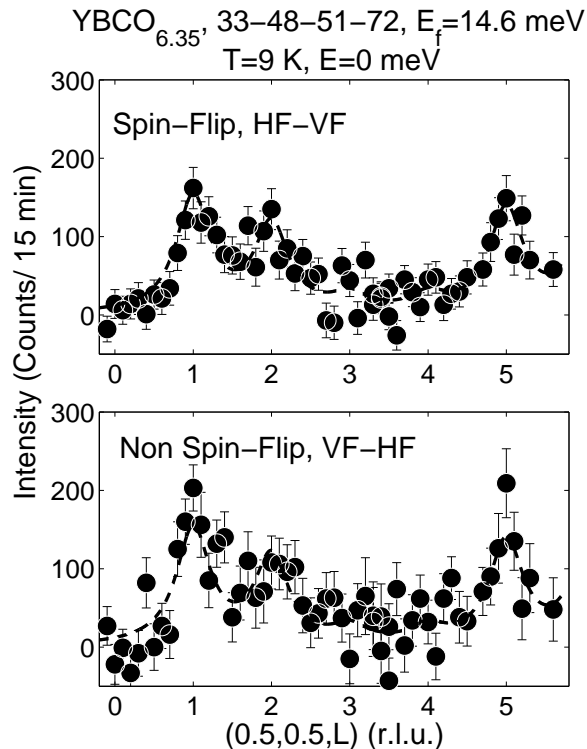 YBCO6.35, 33−48−51−72, Ef=14.6 meV
T=9 K, E=0 meV
300
Spin−Flip, HF−VF
200
100
0
0 1 2 3 4 5
Intensity (Counts/ 15 min)
300
Non Spin−Flip, VF−HF
200
100
0
0 1 2 3 4 5
(0.5,0.5,L) (r.l.u.)